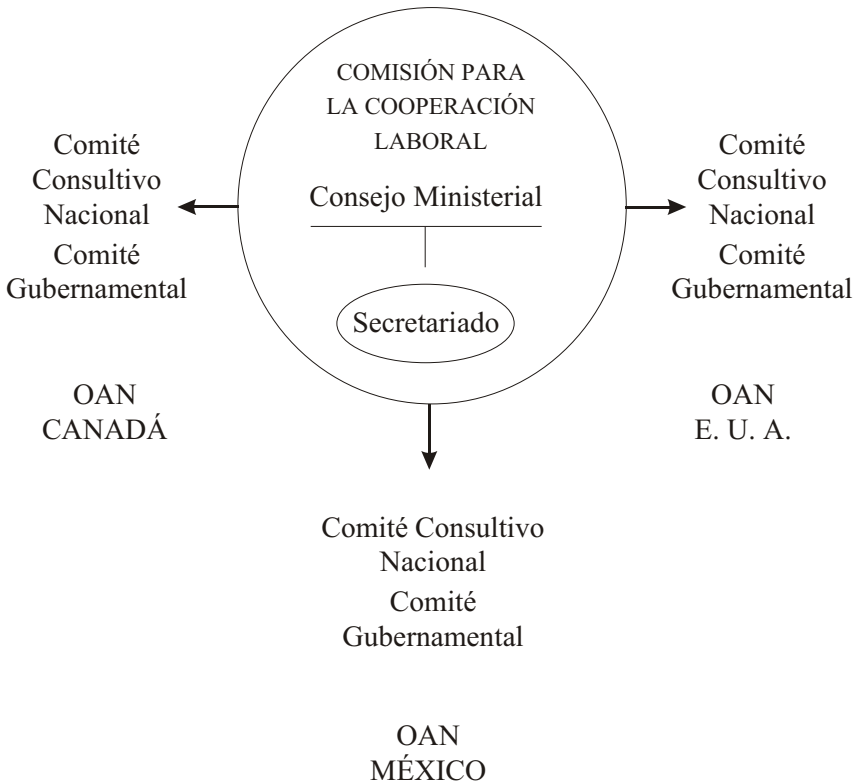 COMISIÓN PARA
LA COOPERACIÓN
LABORAL
Consejo Ministerial
Secretariado
Comité
Consultivo
Nacional
Comité
Gubernamental
OAN
CANADÁ
Comité
Consultivo
Nacional
Comité
Gubernamental
OAN
E. U. A.
Comité Consultivo
Nacional
Comité
Gubernamental
OAN
MÉXICO